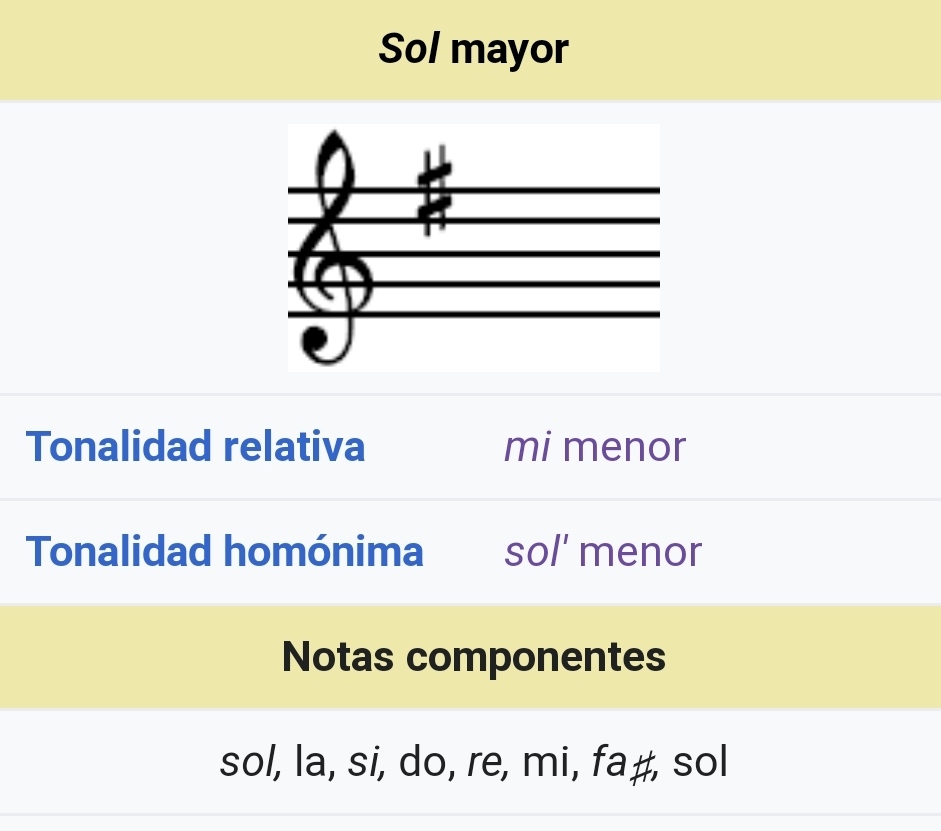 Sol mayor
Tonalidad relativa mi menor
Tonalidad homónima sol' menor
Notas componentes
sol, la, si, do, re, mi, fa♯, sol